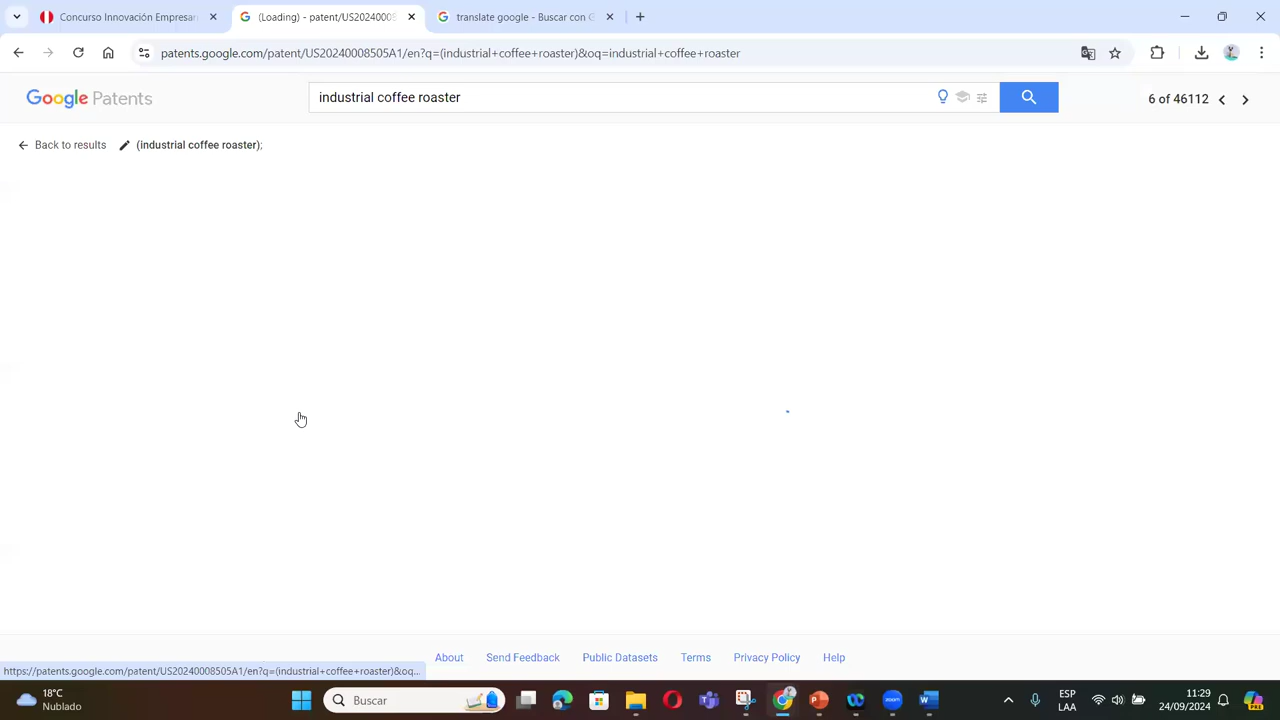 Concurso Innovación Empresar
(Loading) - patent/US202400085
translate google - Buscar con G
patents.google.com/patent/US20240008505A1/en?q=(industrial+coffee+roaster)&oq=industrial+coffee+roaster
Google Patents
industrial coffee roaster
6 of 46112
Back to results
(industrial coffee roaster);
About
Send Feedback
Public Datasets
Terms
Privacy Policy
Help
https://patents.google.com/patent/US20240008505A1/en?q=(industrial+coffee+roaster)&oq...
18°C
Nublado
Buscar
ESP
LAA
11:29
24/09/2024